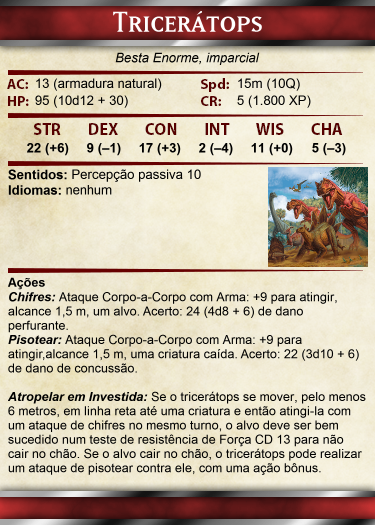 TRICERÁTOPS
Besta Enorme, imparcial
AC: 13 (armadura natural) Spd: 15m (10Q)
HP: 95 (10d12 + 30) CR: 5 (1.800 XP)
STR DEX CON INT WIS CHA
22 (+6) 9 (–1) 17 (+3) 2 (–4) 11 (+0) 5 (–3)
Sentidos: Percepção passiva 10
Idiomas: nenhum
Ações
Chifres: Ataque Corpo-a-Corpo com Arma: +9 para atingir,
alcance 1,5 m, um alvo. Acerto: 24 (4d8 + 6) de dano
perfurante.
Pisotear: Ataque Corpo-a-Corpo com Arma: +9 para
atingir,alcance 1,5 m, uma criatura caída. Acerto: 22 (3d10 + 6)
de dano de concussão.
Atropelar em Investida: Se o tricerátops se mover, pelo menos
6 metros, em linha reta até uma criatura e então atingi-la com
um ataque de chifres no mesmo turno, o alvo deve ser bem
sucedido num teste de resistência de Força CD 13 para não
cair no chão. Se o alvo cair no chão, o tricerátops pode realizar
um ataque de pisotear contra ele, com uma ação bônus.